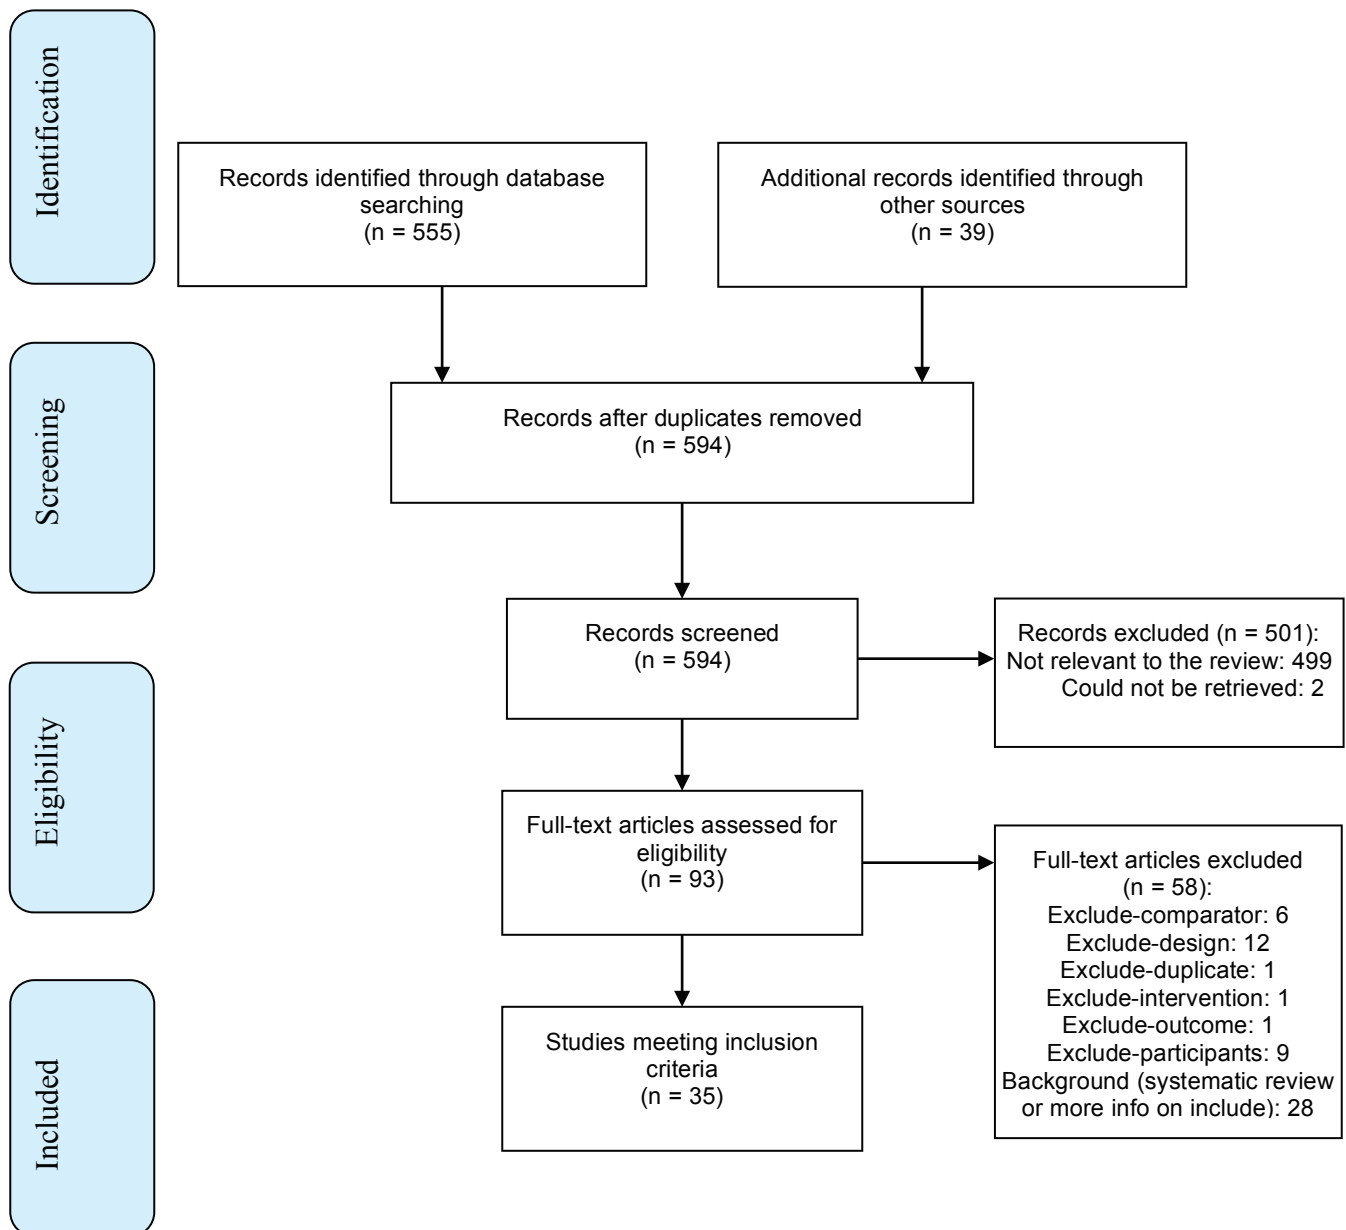 Identification
Records identified through database
searching
(n = 555)
Additional records identified through
other sources
(n = 39)
Screening
Records after duplicates removed
(n = 594)
Records screened
(n = 594)
Records excluded (n = 501):
Not relevant to the review: 499
Could not be retrieved: 2
Eligibility
Full-text articles assessed for
eligibility
(n = 93)
Full-text articles excluded
(n = 58):
Exclude-comparator: 6
Exclude-design: 12
Exclude-duplicate: 1
Exclude-intervention: 1
Exclude-outcome: 1
Exclude-participants: 9
Background (systematic review
or more info on include): 28
Included
Studies meeting inclusion
criteria
(n = 35)